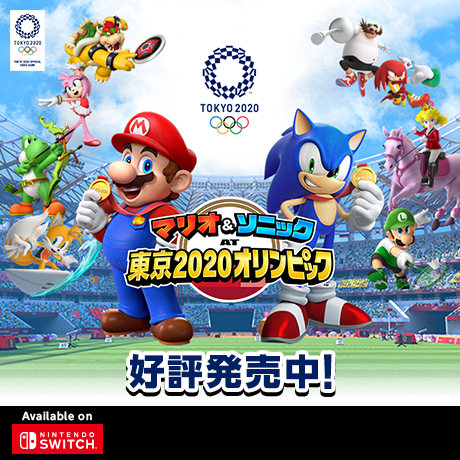 TOKYO 2020
TOKYO 2020 OFFICIAL
VIDEO GAME
TOKYO 2020
M
マリオ&ソニック
AT
東京2020オリンピック
好評発売中!
Available on
NINTENDO
SWITCH